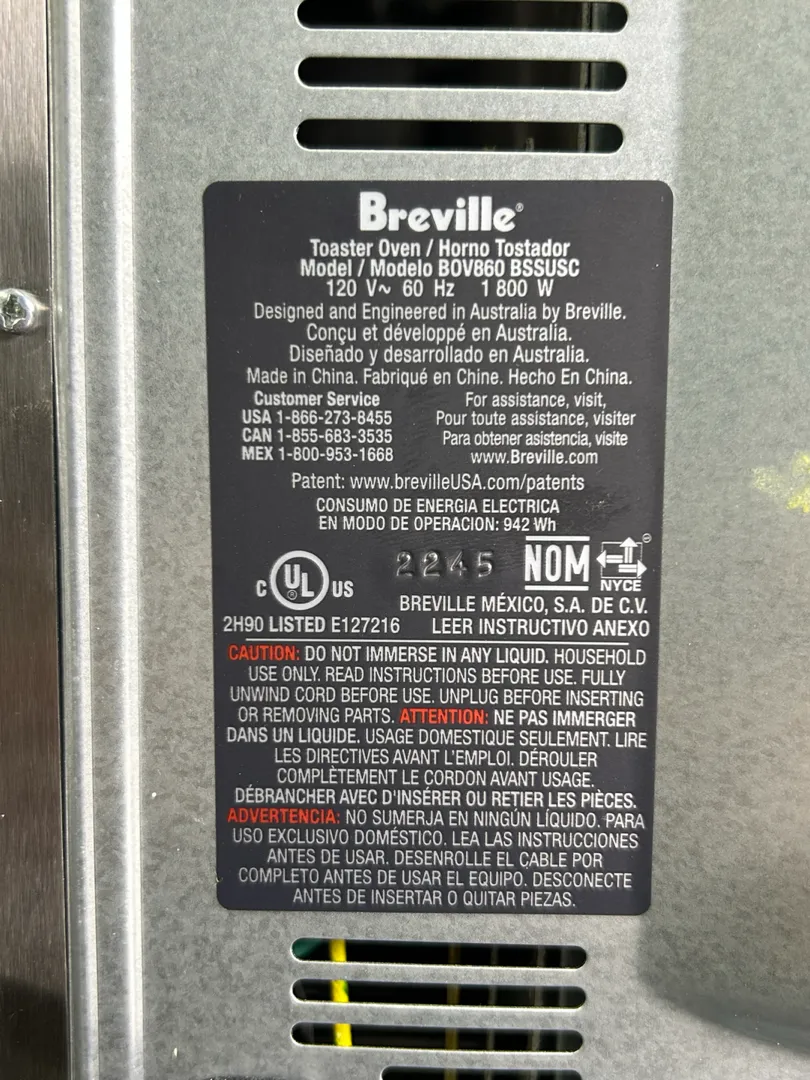 Breville®
Toaster Oven / Horno Tostador
Model / Modelo BOV860 BSSUSC
120 V~ 60 Hz 1800 W
Designed and Engineered in Australia by Breville.
Conçu et développé en Australia.
Diseñado y desarrollado en Australia.
Made in China. Fabriqué en Chine. Hecho En China.
Customer Service
USA 1-866-273-8455
CAN 1-855-683-3535
MEX 1-800-953-1668
For assistance, visit,
Pour toute assistance, visiter
Para obtener asistencia, visite
www.Breville.com
Patent: www.brevilleUSA.com/patents
CONSUMO DE ENERGIA ELECTRICA
EN MODO DE OPERACION: 942 Wh
C UL ® US
2245
NOM
NYCE
BREVILLE MÉXICO, S.A. DE C.V.
2H90 LISTED E127216 LEER INSTRUCTIVO ANEXO
CAUTION: DO NOT IMMERSE IN ANY LIQUID. HOUSEHOLD
USE ONLY. READ INSTRUCTIONS BEFORE USE. FULLY
UNWIND CORD BEFORE USE. UNPLUG BEFORE INSERTING
OR REMOVING PARTS. ATTENTION: NE PAS IMMERGER
DANS UN LIQUIDE. USAGE DOMESTIQUE SEULEMENT. LIRE
LES DIRECTIVES AVANT L'EMPLOI. DÉROULER
COMPLÈTEMENT LE CORDON AVANT USAGE.
DÉBRANCHER AVEC D'INSÉRER OU RETIER LES PIÈCES.
ADVERTENCIA: NO SUMERJA EN NINGÚN LÍQUIDO. PARA
USO EXCLUSIVO DOMÉSTICO. LEA LAS INSTRUCCIONES
ANTES DE USAR. DESENROLLE EL CABLE POR
COMPLETO ANTES DE USAR EL EQUIPO. DESCONECTE
ANTES DE INSERTAR O QUITAR PIEZAS.